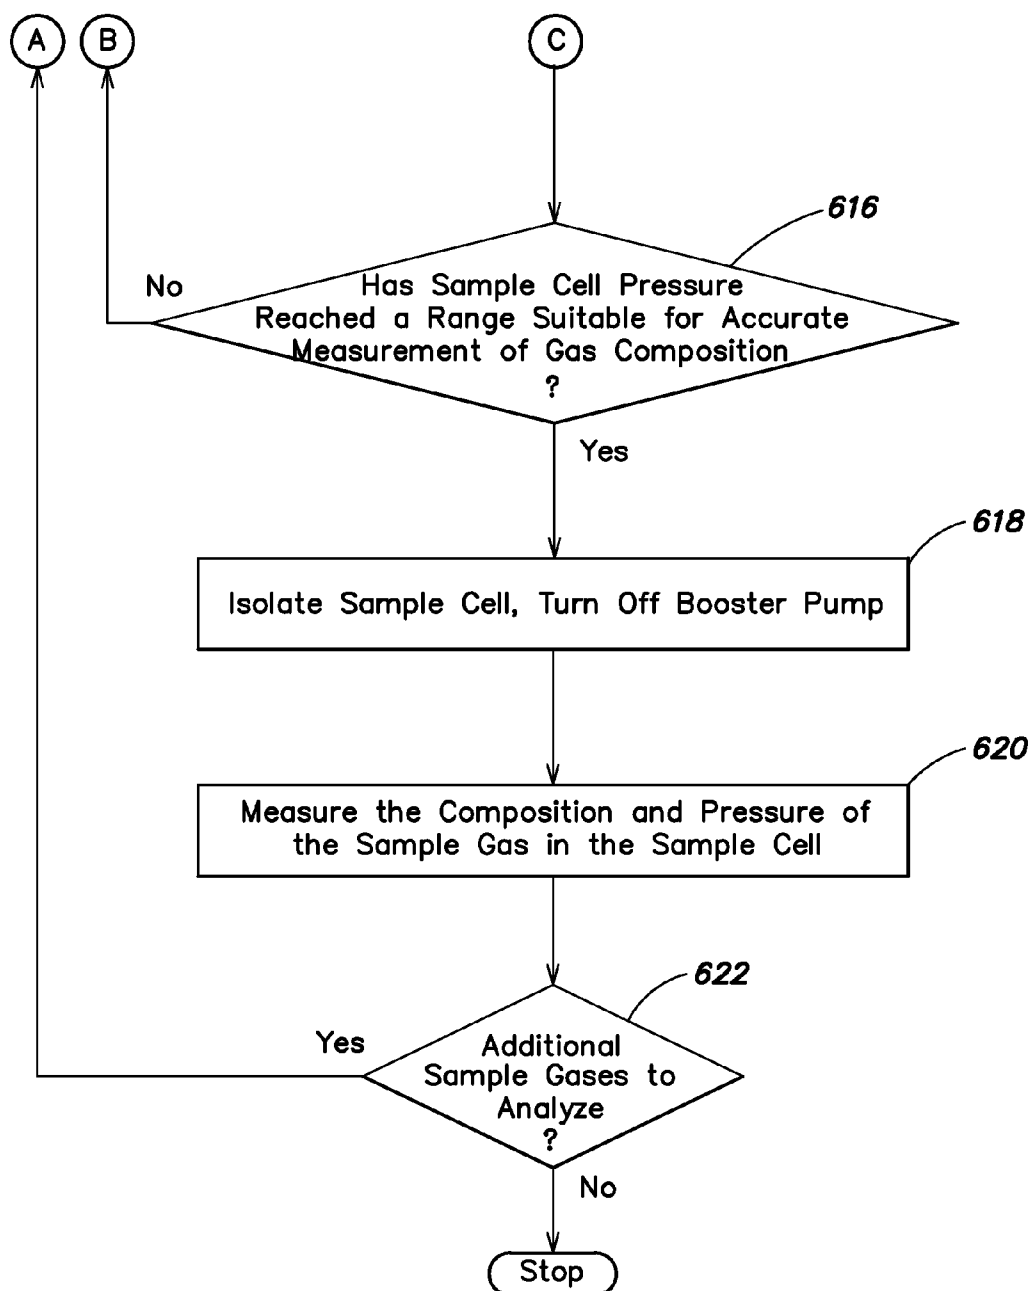 A
B
C
616
No
Has Sample Cell Pressure
Reached a Range Suitable for Accurate
Measurement of Gas Composition
?
Yes
618
Isolate Sample Cell, Turn Off Booster Pump
620
Measure the Composition and Pressure of
the Sample Gas in the Sample Cell
622
Yes
Additional
Sample Gases to
Analyze
?
No
Stop